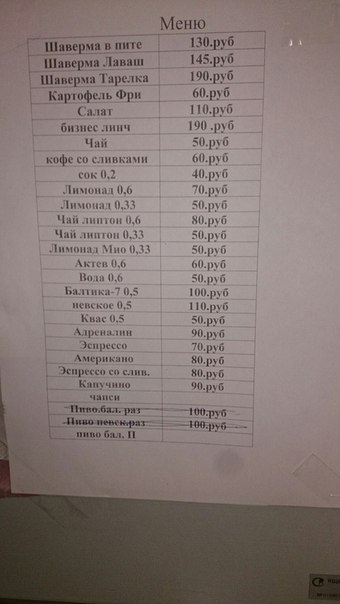 Меню
Шаверма в пите 130.руб
Шаверма Лаваш 145.руб
Шаверма Тарелка 190.руб
Картофель Фри 60.руб
Салат 110.руб
бизнес линч 190 .руб
Чай 50.руб
кофе со сливками 60.руб
сок 0,2 40.руб
Лимонад 0,6 70.руб
Лимонад 0,33 50.руб
Чай липтон 0,6 80.руб
Чай липтон 0,33 50.руб
Лимонад Мио 0,33 50.руб
Актев 0,6 60.руб
Вода 0,6 50.руб
Балтика-7 0,5 100.руб
невское 0,5 110.руб
Квас 0,5 50.руб
Адреналин 90.руб
Эспрессо 70.руб
Американо 80.руб
Эспрессо со слив. 80.руб
Капучино 90.руб
чапси
Пиво.бал. раз 100.руб
Пиво невск.раз 100.руб
пиво бал. П